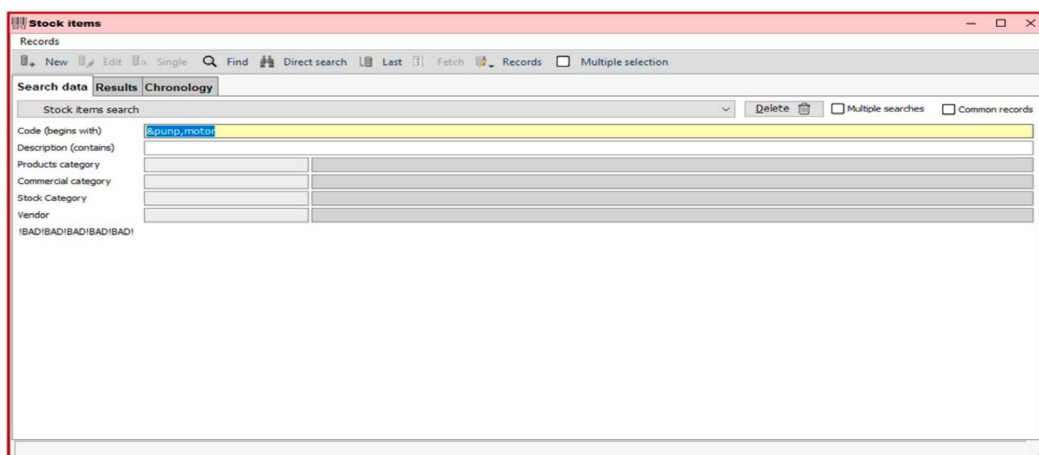 Stock items
Records
New Edit Single Find Direct search Last Fetch Records Multiple selection
Search data Results Chronology
Stock items search Delete Multiple searches Common records
Code (begins with) &punp,motor
Description (contains)
Products category
Commercial category
Stock Category
Vendor
!BAD!BAD!BAD!BAD!BAD!